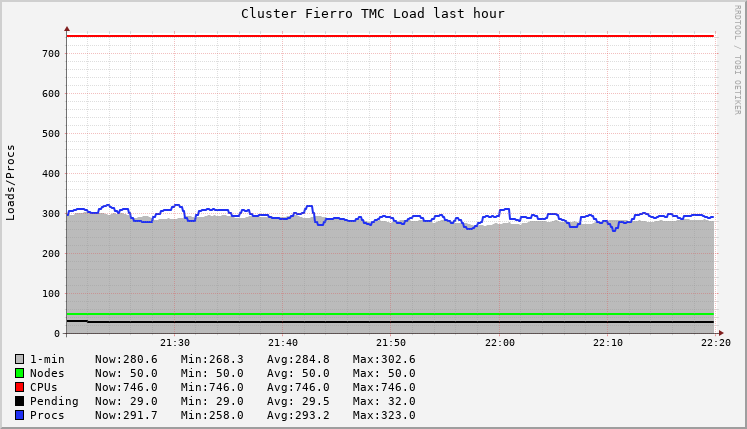 Cluster Fierro TMC Load last hour
RRDTOOL / TOBI OETIKER
Loads/Procs
700
600
500
400
300
200
100
0
21:30 21:40 21:50 22:00 22:10 22:20
1-min Now:280.6 Min:268.3 Avg:284.8 Max:302.6
Nodes Now: 50.0 Min: 50.0 Avg: 50.0 Max: 50.0
CPUs Now:746.0 Min:746.0 Avg:746.0 Max:746.0
Pending Now: 29.0 Min: 29.0 Avg: 29.5 Max: 32.0
Procs Now:291.7 Min:258.0 Avg:293.2 Max:323.0